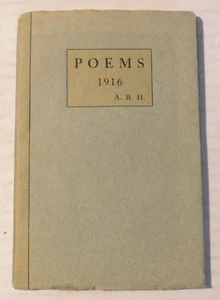 POEMS
1916
A. B. H.